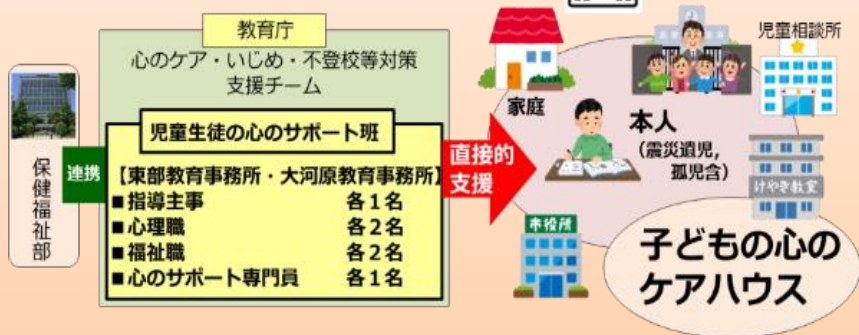 教育庁
心のケア・いじめ・不登校等対策
支援チーム
児童生徒の心のサポート班
【東部教育事務所・大河原教育事務所】
■指導主事 各1名
■心理職 各2名
■福祉職 各2名
■心のサポート専門員 各1名
保健福祉部
連携
直接的
支援
家庭
本人
(震災遺児,
孤児含)
児童相談所
けやき教室
市役所
子どもの心の
ケアハウス